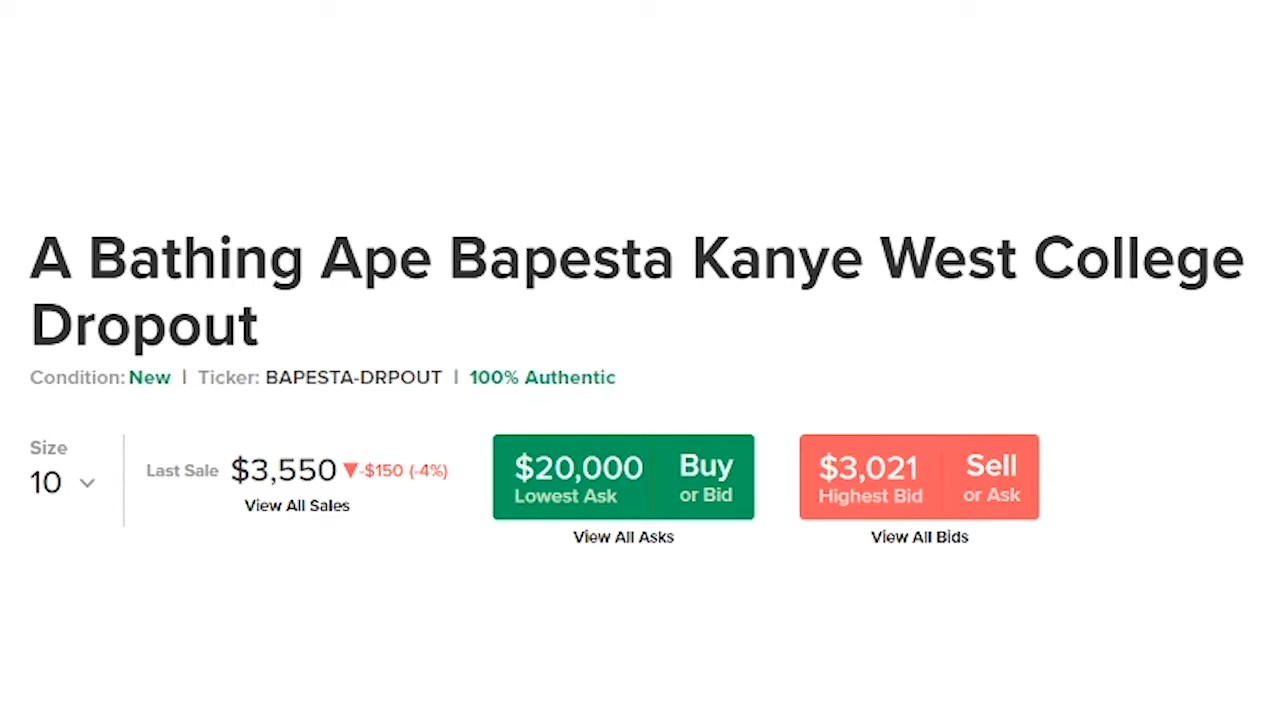 A Bathing Ape Bapesta Kanye West College
Dropout
Condition: New | Ticker: BAPESTA-DRPOUT | 100% Authentic
Size
10
Last Sale $3,550 ▼-$150 (-4%)
View All Sales
$20,000 Buy
Lowest Ask or Bid
View All Asks
$3,021 Sell
Highest Bid or Ask
View All Bids